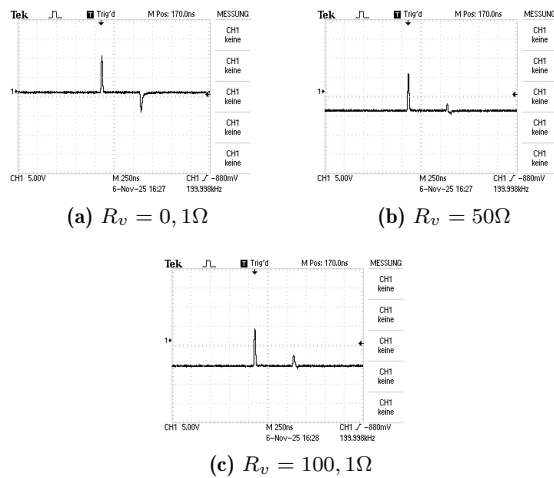 Tek Trig'd M Pos: 170.0ns MESSUNG
CH1
keine
CH1
keine
1 CH1
keine
CH1
keine
CH1
keine
CH1 5.00V M 250ns CH1 -880mV
6-Nov-25 16:27 199.998kHz
(a) R_v = 0, 1Ω
Tek Trig'd M Pos: 170.0ns MESSUNG
CH1
keine
CH1
keine
1 CH1
keine
CH1
keine
CH1
keine
CH1 5.00V M 250ns CH1 -880mV
6-Nov-25 16:27 199.998kHz
(b) R_v = 50Ω
Tek Trig'd M Pos: 170.0ns MESSUNG
CH1
keine
CH1
keine
1 CH1
keine
CH1
keine
CH1
keine
CH1 5.00V M 250ns CH1 -880mV
6-Nov-25 16:28 199.998kHz
(c) R_v = 100, 1Ω